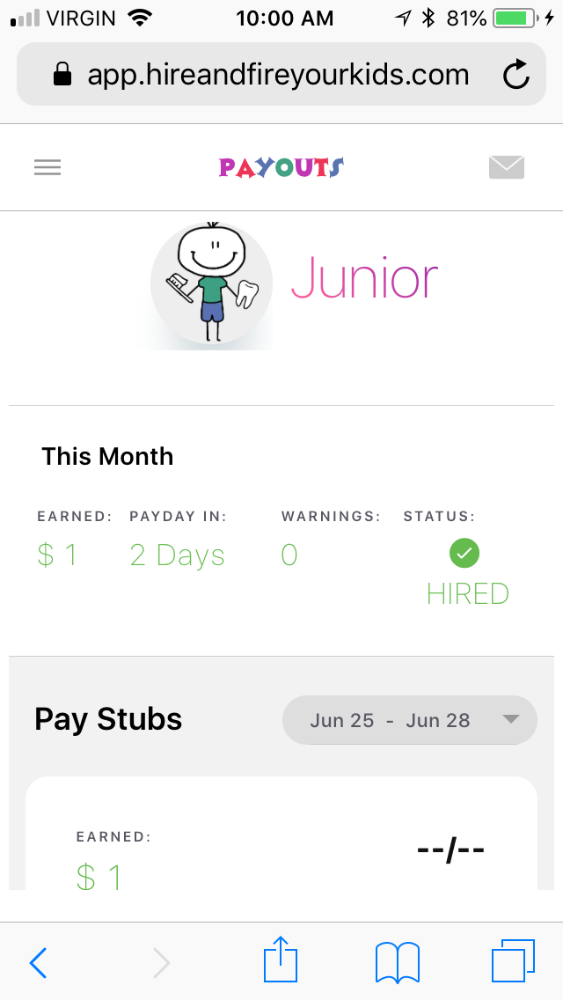 VIRGIN 10:00 AM 81%
app.hireandfireyourkids.com
PAYOUTS
Junior
This Month
EARNED: PAYDAY IN: WARNINGS: STATUS:
$ 1 2 Days 0
HIRED
Pay Stubs Jun 25 - Jun 28
EARNED: --/--
$ 1